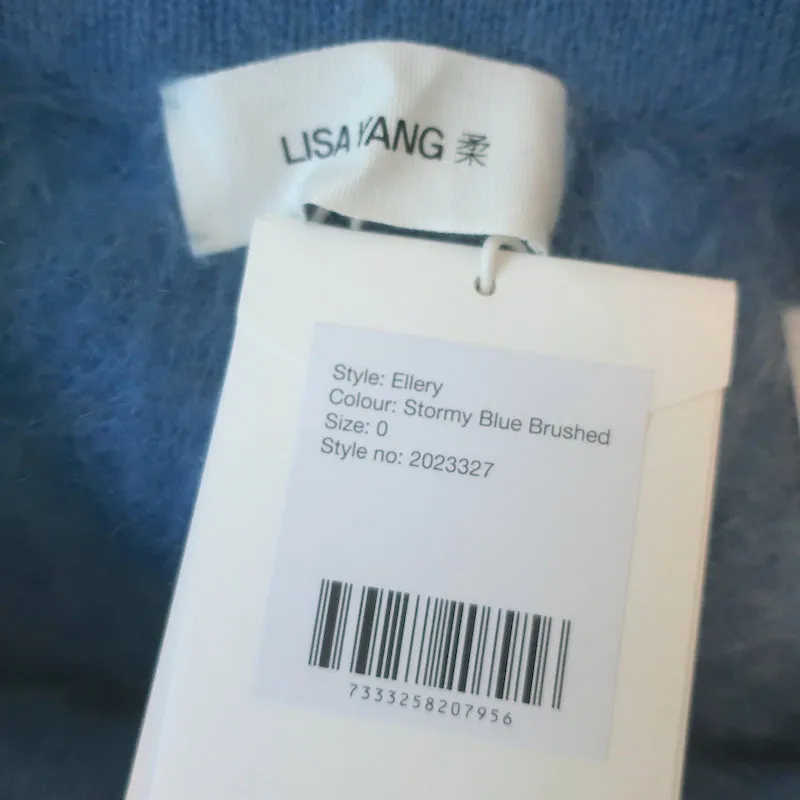 LISA YANG 柔
Style: Ellery
Colour: Stormy Blue Brushed
Size: 0
Style no: 2023327
7333258207956